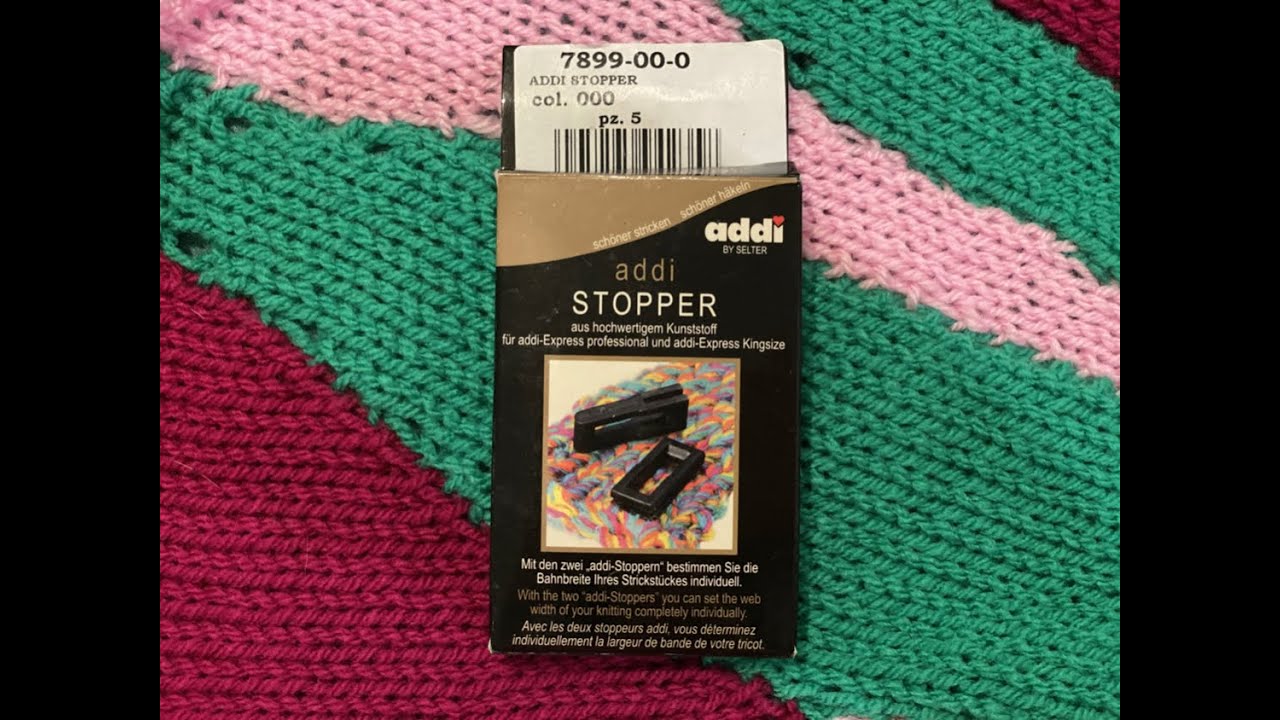 7899-00-0
ADDI STOPPER
col. 000
pz. 5
schöner stricken schöner häkeln
addi
BY SELTER
addi
STOPPER
aus hochwertigem Kunststoff
für addi-Express professional und addi-Express Kingsize
Mit den zwei „addi-Stoppern“ bestimmen Sie die
Bahnbreite Ihres Strickstückes individuell.
With the two “addi-Stoppers” you can set the web
width of your knitting completely individually.
Avec les deux stoppeurs addi, vous déterminez
individuellement la largeur de bande de votre tricot.